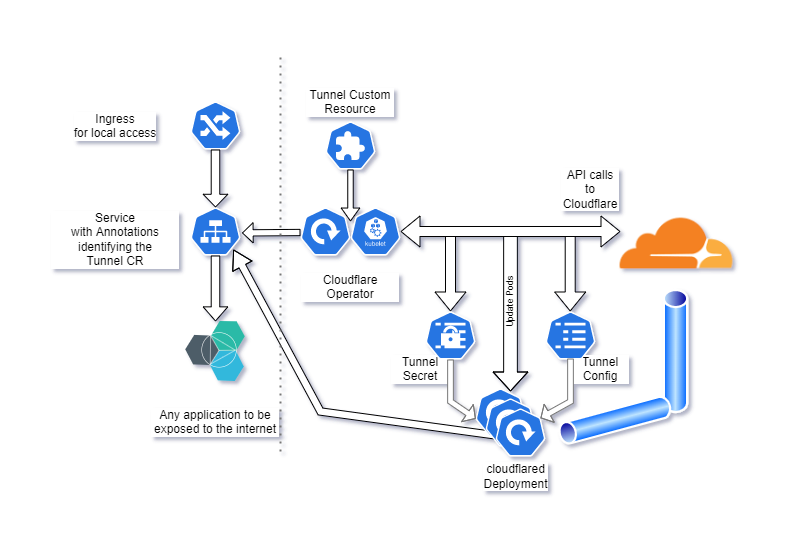 Tunnel Custom
Resource
Ingress
for local access
API calls
to
Cloudflare
Service
with Annotations
identifying the
Tunnel CR
kubelet
Cloudflare
Operator
Update Pods
Tunnel
Secret
Tunnel
Config
Any application to be
exposed to the internet
cloudflared
Deployment